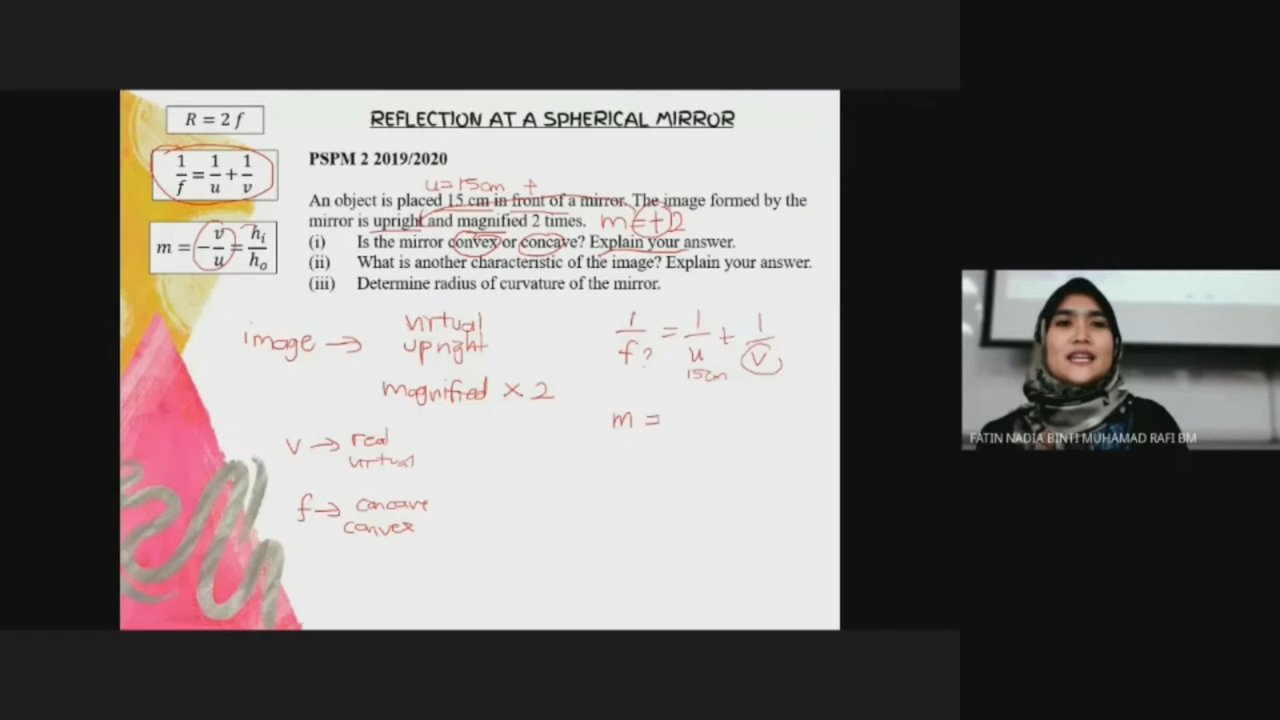 R = 2f
1/f = 1/u + 1/v
m = -v/u = hᵢ/hₒ
REFLECTION AT A SPHERICAL MIRROR
PSPM 2 2019/2020
u=15cm +
An object is placed 15 cm in front of a mirror. The image formed by the
mirror is upright and magnified 2 times. m=+2
(i) Is the mirror convex or concave? Explain your answer.
(ii) What is another characteristic of the image? Explain your answer.
(iii) Determine radius of curvature of the mirror.
image → virtual
upright
magnified × 2
v → real
virtual
f → concave
convex
1/f? = 1/u + 1/v
15cm
m =
FATIN NADIA BINTI MUHAMAD RAFI BM